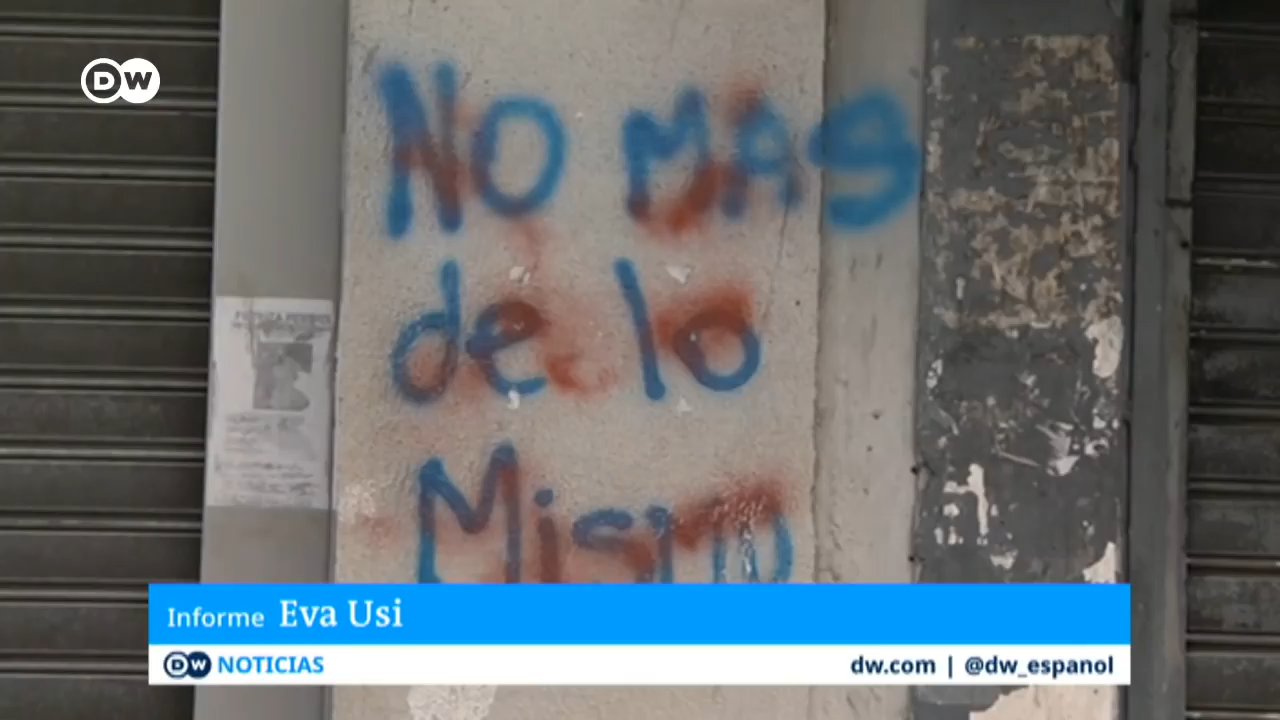 DW
NO MAS
de lo
Mismo
Informe Eva Usi
DW NOTICIAS
dw.com | @dw_espanol